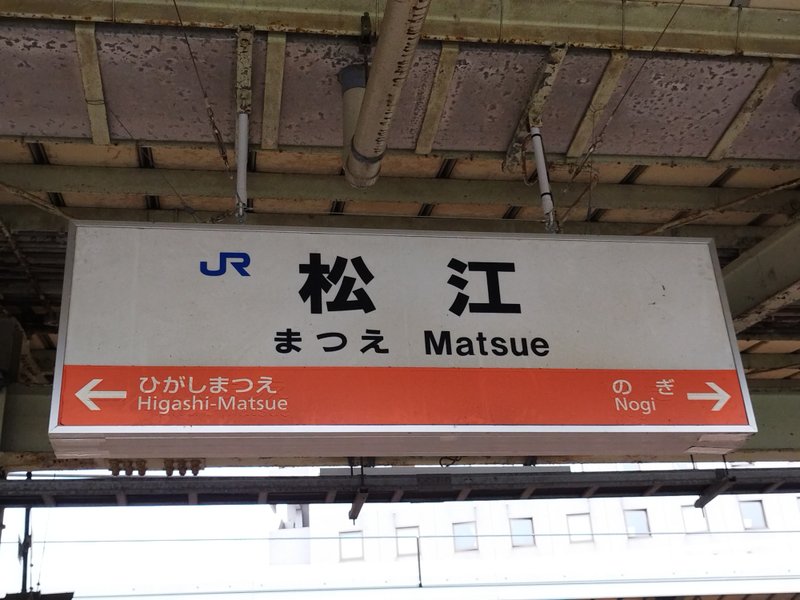 JR 松江
まつえ Matsue
← ひがしまつえ
Higashi-Matsue
のぎ →
Nogi